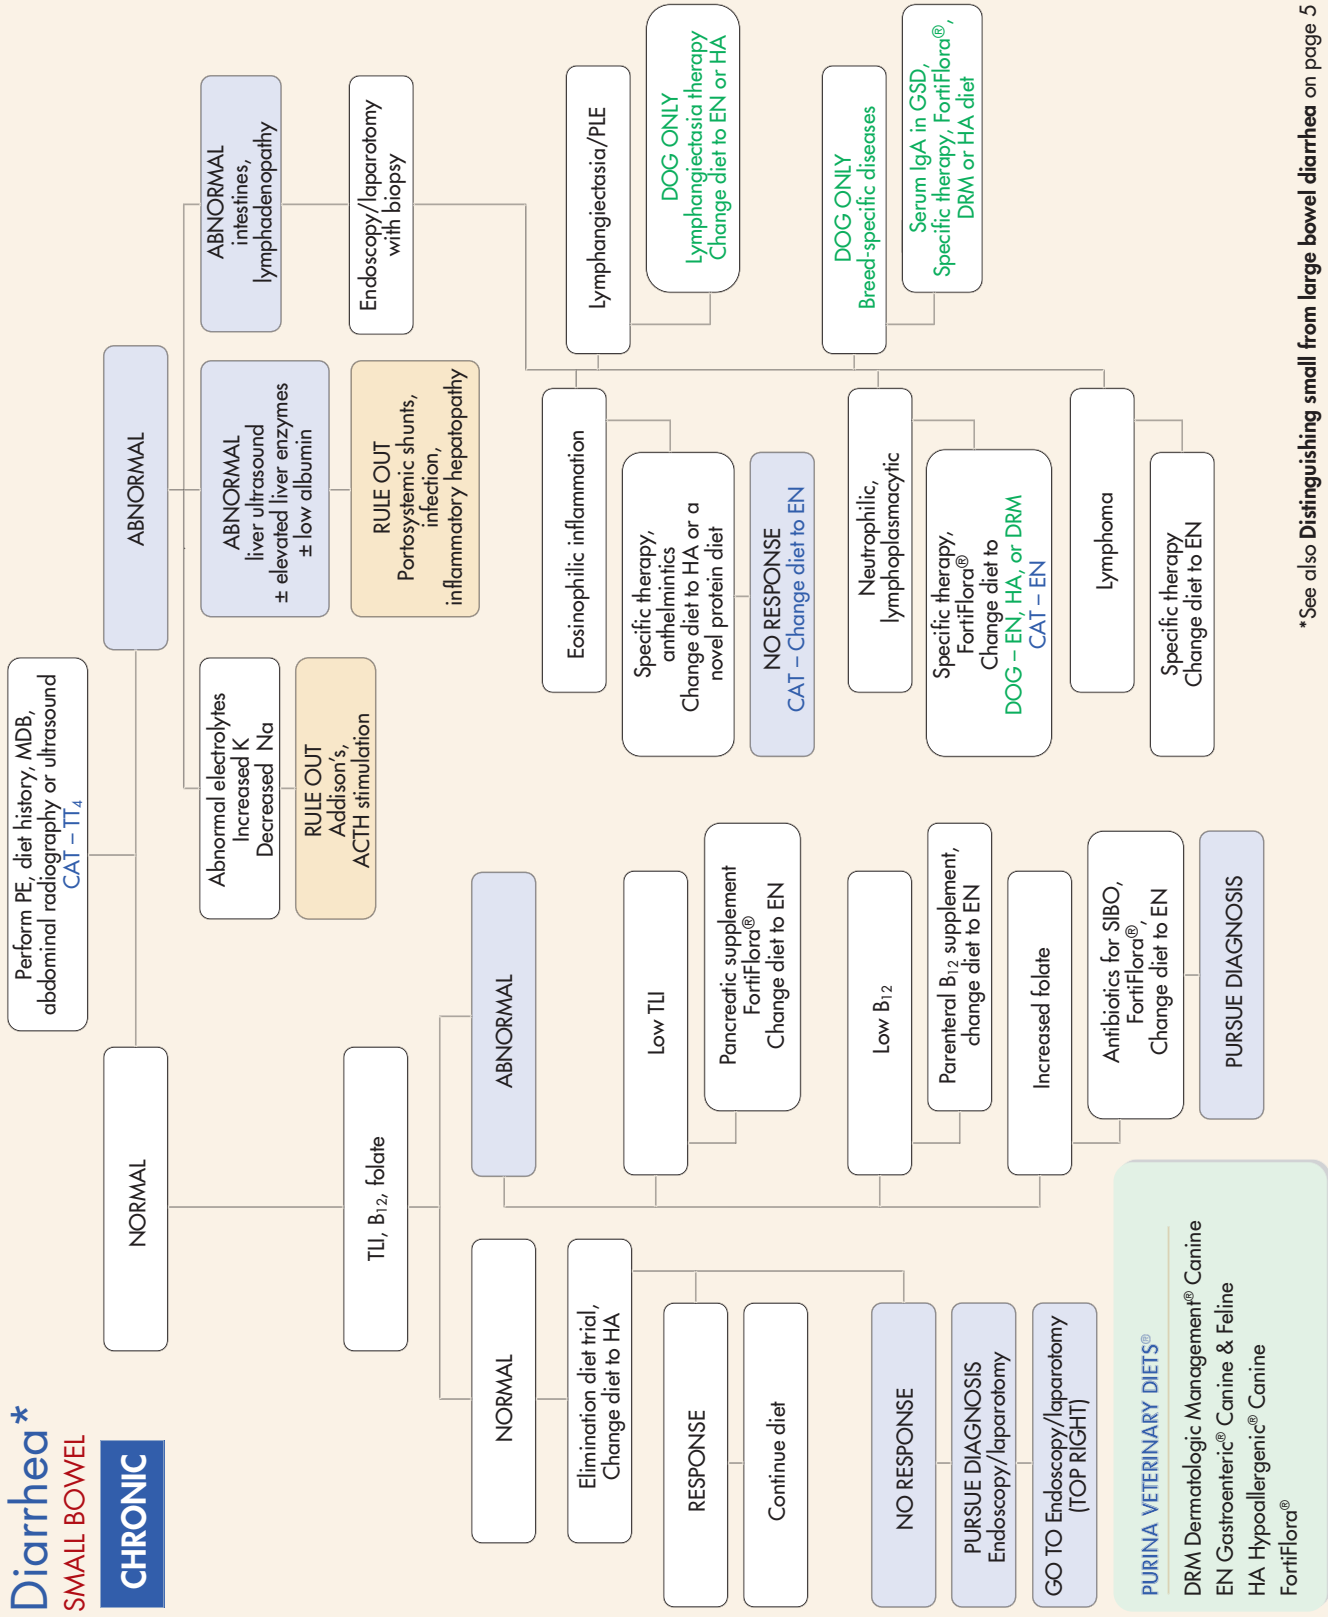 Diarrhea*
SMALL BOWEL
CHRONIC
Perform PE, diet history, MDB,
abdominal radiography or ultrasound
CAT – TT₄
NORMAL
TLI, B₁₂, folate
NORMAL
Elimination diet trial,
Change diet to HA
RESPONSE
Continue diet
NO RESPONSE
PURSUE DIAGNOSIS
Endoscopy/laparotomy
GO TO Endoscopy/laparotomy
(TOP RIGHT)
ABNORMAL
Low TLI
Pancreatic supplement
FortiFlora®
Change diet to EN
Low B₁₂
Parenteral B₁₂ supplement,
change diet to EN
Increased folate
Antibiotics for SIBO,
FortiFlora®,
Change diet to EN
PURSUE DIAGNOSIS
ABNORMAL
Abnormal electrolytes
Increased K
Decreased Na
RULE OUT
Addison’s,
ACTH stimulation
ABNORMAL
liver ultrasound
± elevated liver enzymes
± low albumin
RULE OUT
Portosystemic shunts,
infection,
inflammatory hepatopathy
ABNORMAL
intestines,
lymphadenopathy
Endoscopy/laparotomy
with biopsy
Eosinophilic inflammation
Specific therapy,
anthelmintics
Change diet to HA or a
novel protein diet
NO RESPONSE
CAT – Change diet to EN
Neutrophilic,
lymphoplasmacytic
Specific therapy,
FortiFlora®
Change diet to
DOG – EN, HA, or DRM
CAT – EN
Lymphoma
Specific therapy
Change diet to EN
Lymphangiectasia/PLE
DOG ONLY
Lymphangiectasia therapy
Change diet to EN or HA
DOG ONLY
Breed-specific diseases
Serum IgA in GSD,
Specific therapy, FortiFlora®,
DRM or HA diet
PURINA VETERINARY DIETS®
DRM Dermatologic Management® Canine
EN Gastroenteric® Canine & Feline
HA Hypoallergenic® Canine
FortiFlora®
*See also Distinguishing small from large bowel diarrhea on page 5